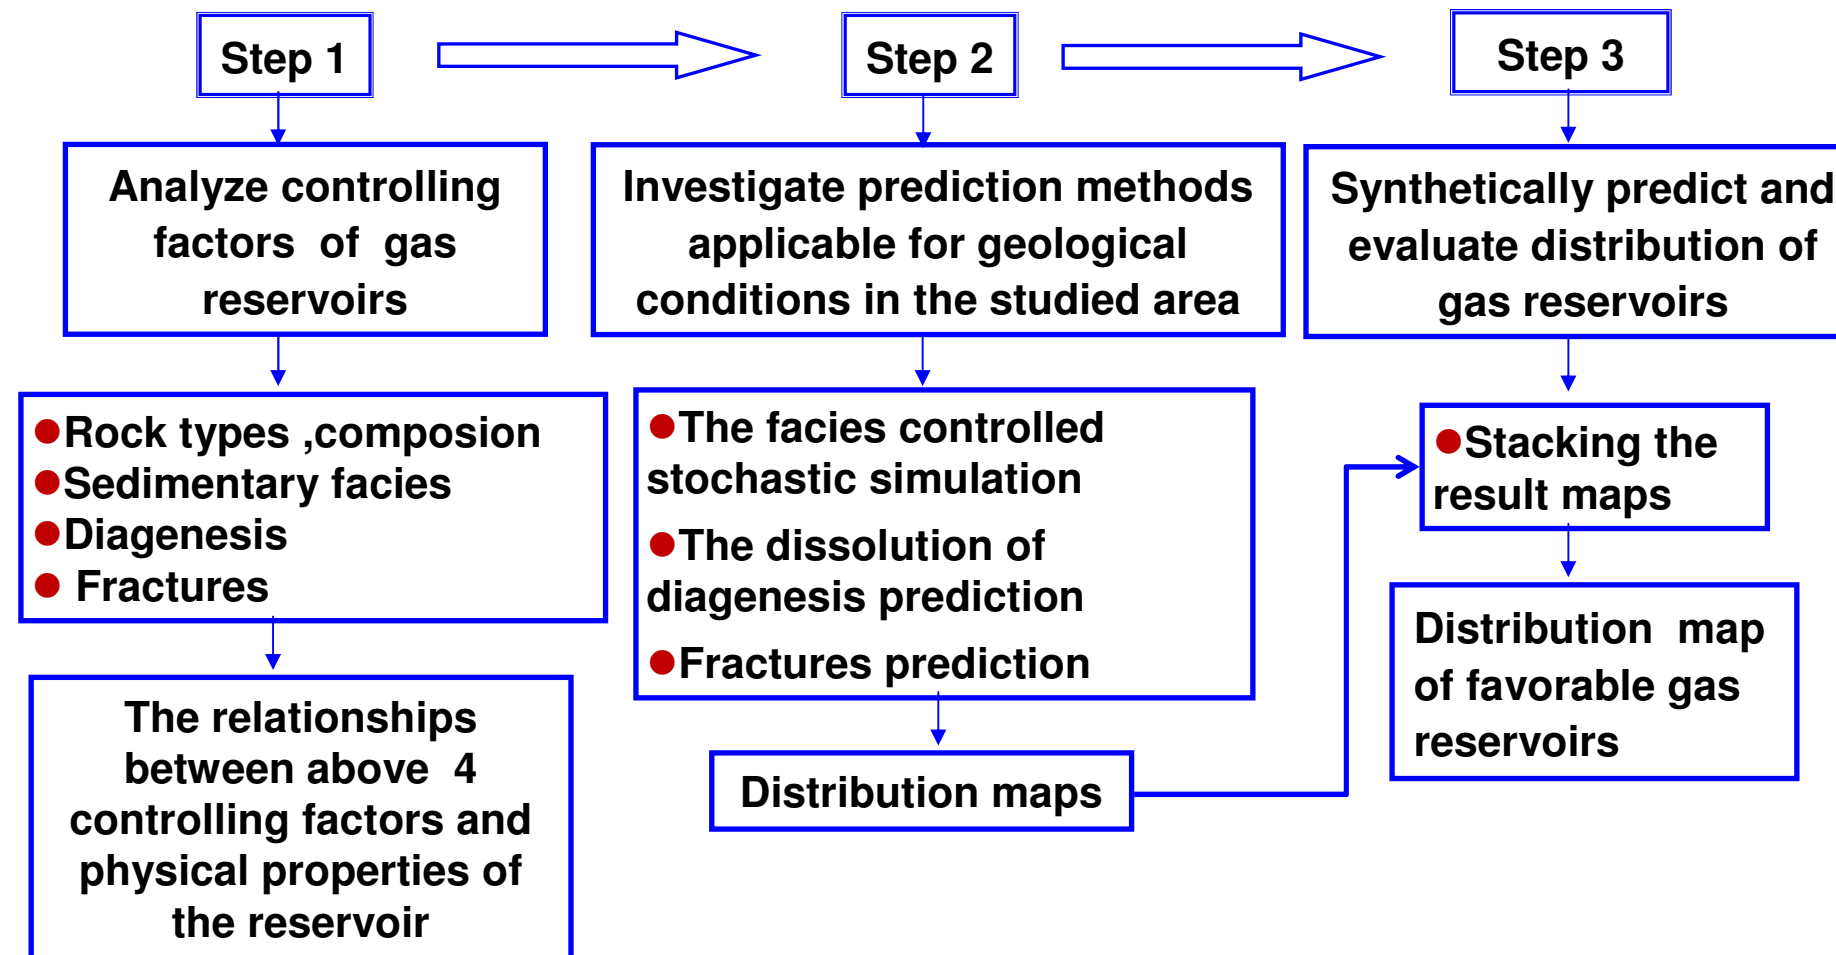 Step 1
Step 2
Step 3
Analyze controlling
factors of gas
reservoirs
Investigate prediction methods
applicable for geological
conditions in the studied area
Synthetically predict and
evaluate distribution of
gas reservoirs
●Rock types ,composion
●Sedimentary facies
●Diagenesis
● Fractures
●The facies controlled
stochastic simulation
●The dissolution of
diagenesis prediction
●Fractures prediction
●Stacking the
result maps
The relationships
between above 4
controlling factors and
physical properties of
the reservoir
Distribution maps
Distribution map
of favorable gas
reservoirs